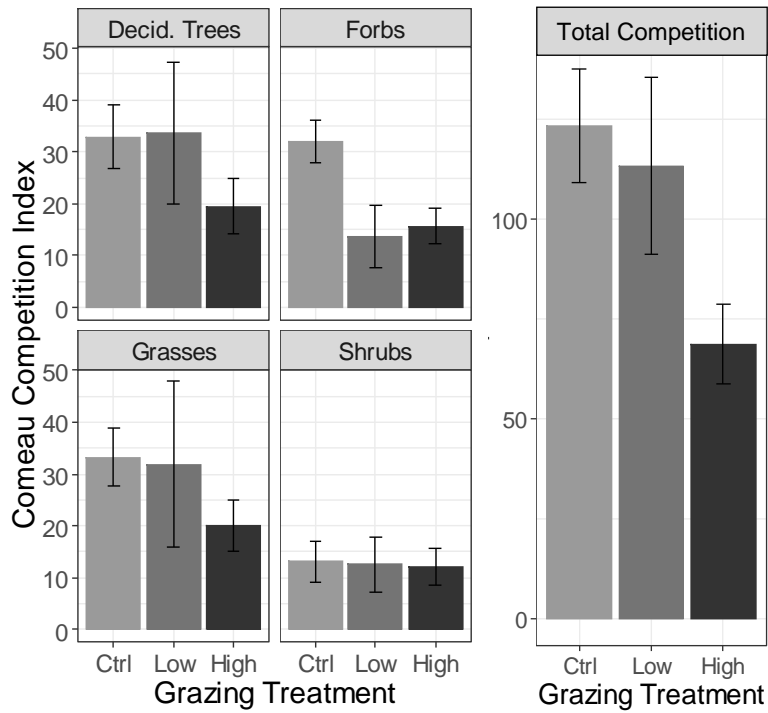 Decid. Trees
Forbs
Total Competition
Comeau Competition Index
50
40
30
20
10
0
Grasses
Shrubs
50
40
30
20
10
0
100
50
0
Ctrl Low High
Ctrl Low High
Ctrl Low High
Grazing Treatment
Grazing Treatment